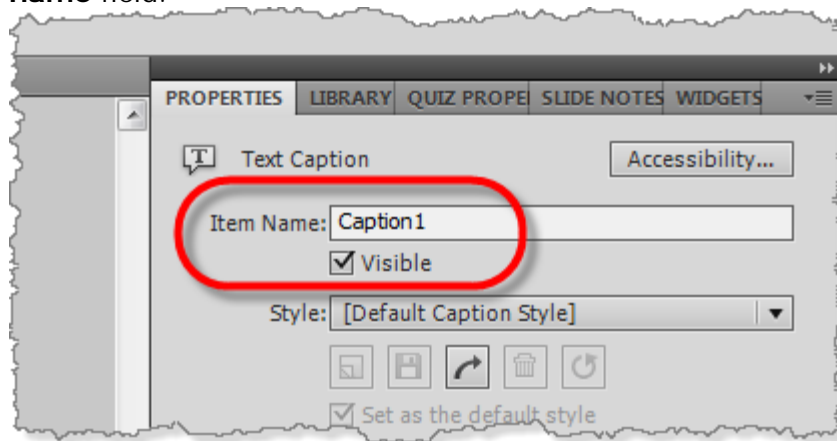 name field.
PROPERTIES LIBRARY QUIZ PROPE SLIDE NOTES WIDGETS
Text Caption Accessibility...
Item Name: Caption1
Visible
Style: [Default Caption Style]
Set as the default style